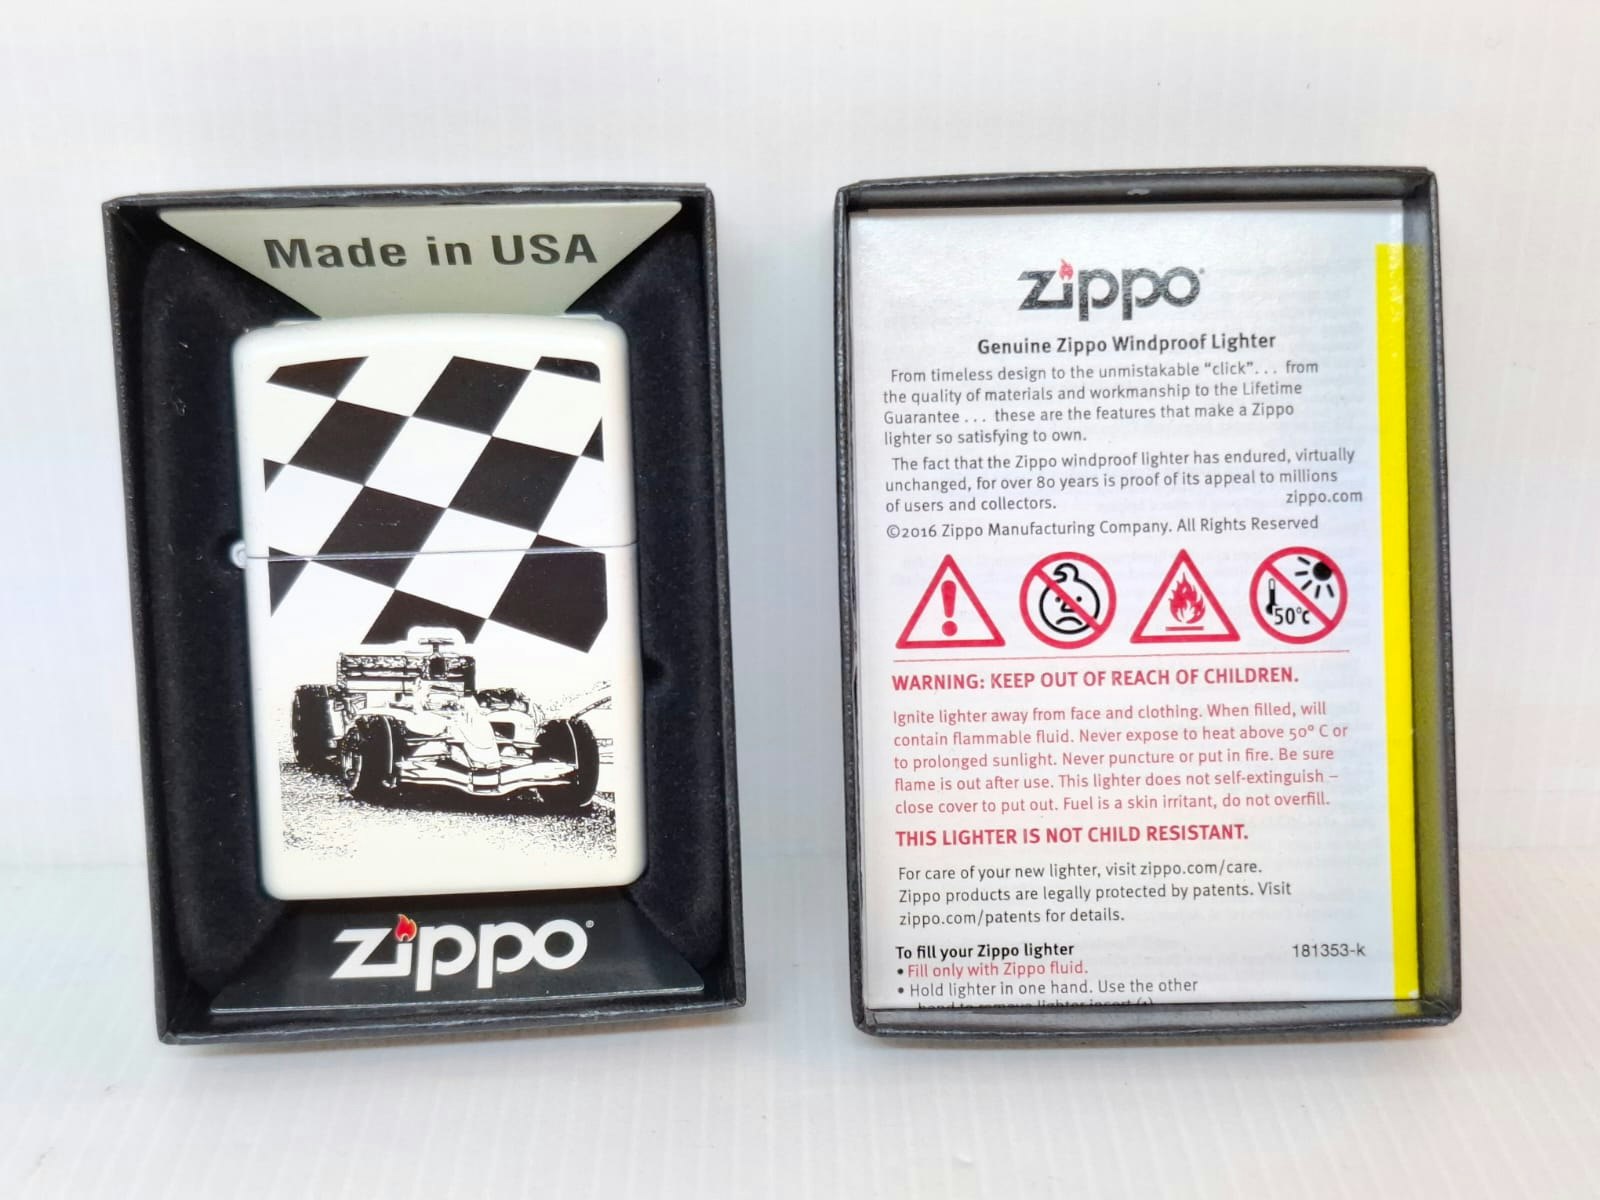 Made in USA
zippo®
zippo®
Genuine Zippo Windproof Lighter
From timeless design to the unmistakable “click”. . . from
the quality of materials and workmanship to the Lifetime
Guarantee . . . these are the features that make a Zippo
lighter so satisfying to own.
The fact that the Zippo windproof lighter has endured, virtually
unchanged, for over 80 years is proof of its appeal to millions
of users and collectors. zippo.com
©2016 Zippo Manufacturing Company. All Rights Reserved
50°C
WARNING: KEEP OUT OF REACH OF CHILDREN.
Ignite lighter away from face and clothing. When filled, will
contain flammable fluid. Never expose to heat above 50° C or
to prolonged sunlight. Never puncture or put in fire. Be sure
flame is out after use. This lighter does not self-extinguish –
close cover to put out. Fuel is a skin irritant, do not overfill.
THIS LIGHTER IS NOT CHILD RESISTANT.
For care of your new lighter, visit zippo.com/care.
Zippo products are legally protected by patents. Visit
zippo.com/patents for details.
To fill your Zippo lighter 181353-k
• Fill only with Zippo fluid.
• Hold lighter in one hand. Use the other
hand to remove lighter insert (1)